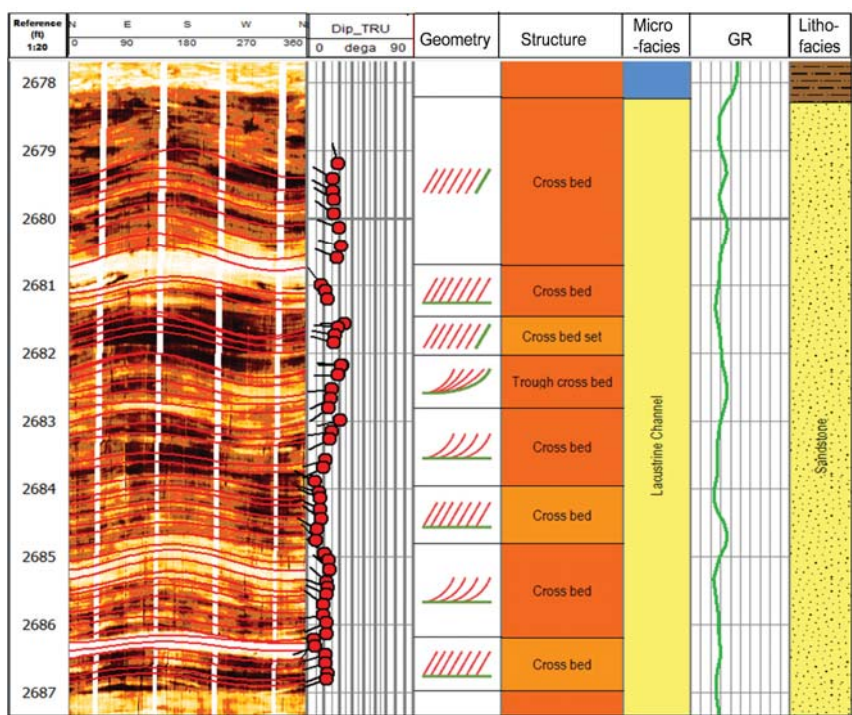 Reference
(ft)
1:20
N E S W N
0 90 180 270 360
Dip_TRU
0 dega 90
Geometry
Structure
Micro
-facies
GR
Litho-
facies
2678
2679
2680
2681
2682
2683
2684
2685
2686
2687
Cross bed
Cross bed
Cross bed set
Trough cross bed
Cross bed
Cross bed
Cross bed
Cross bed
Lacustrine Channel
Sandstone